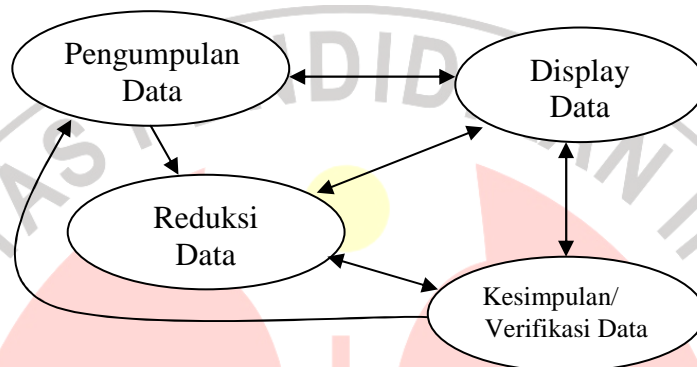 Pengumpulan
Data
Display
Data
Reduksi
Data
Kesimpulan/
Verifikasi Data